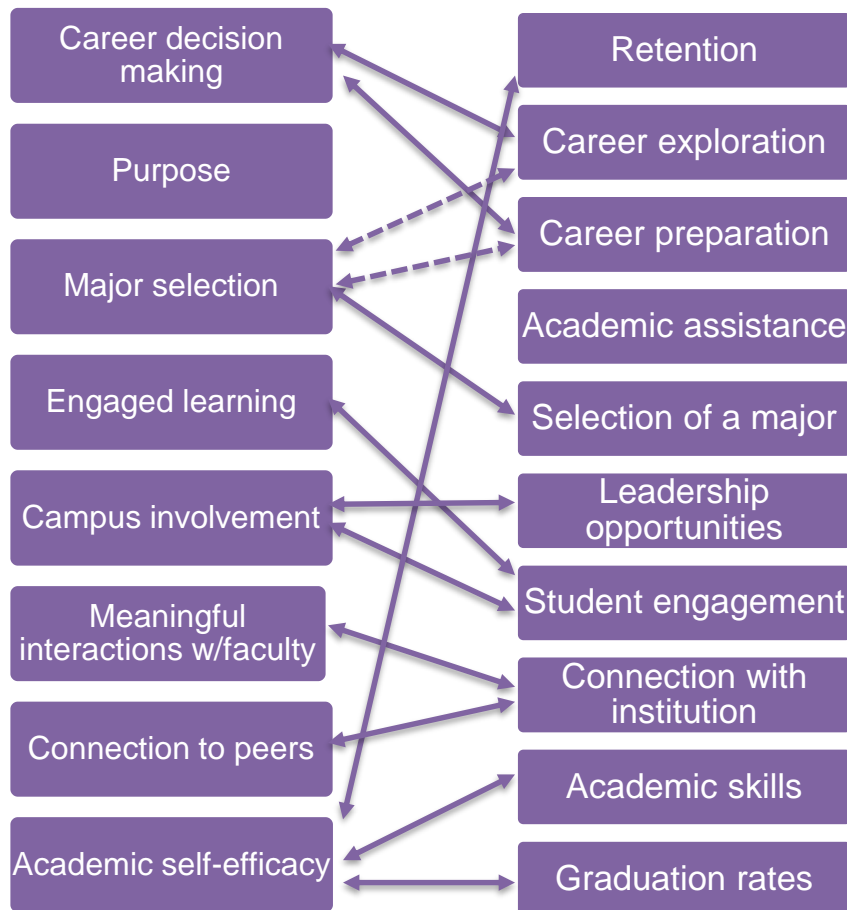 Career decision
making
Purpose
Major selection
Engaged learning
Campus involvement
Meaningful
interactions w/faculty
Connection to peers
Academic self-efficacy
Retention
Career exploration
Career preparation
Academic assistance
Selection of a major
Leadership
opportunities
Student engagement
Connection with
institution
Academic skills
Graduation rates